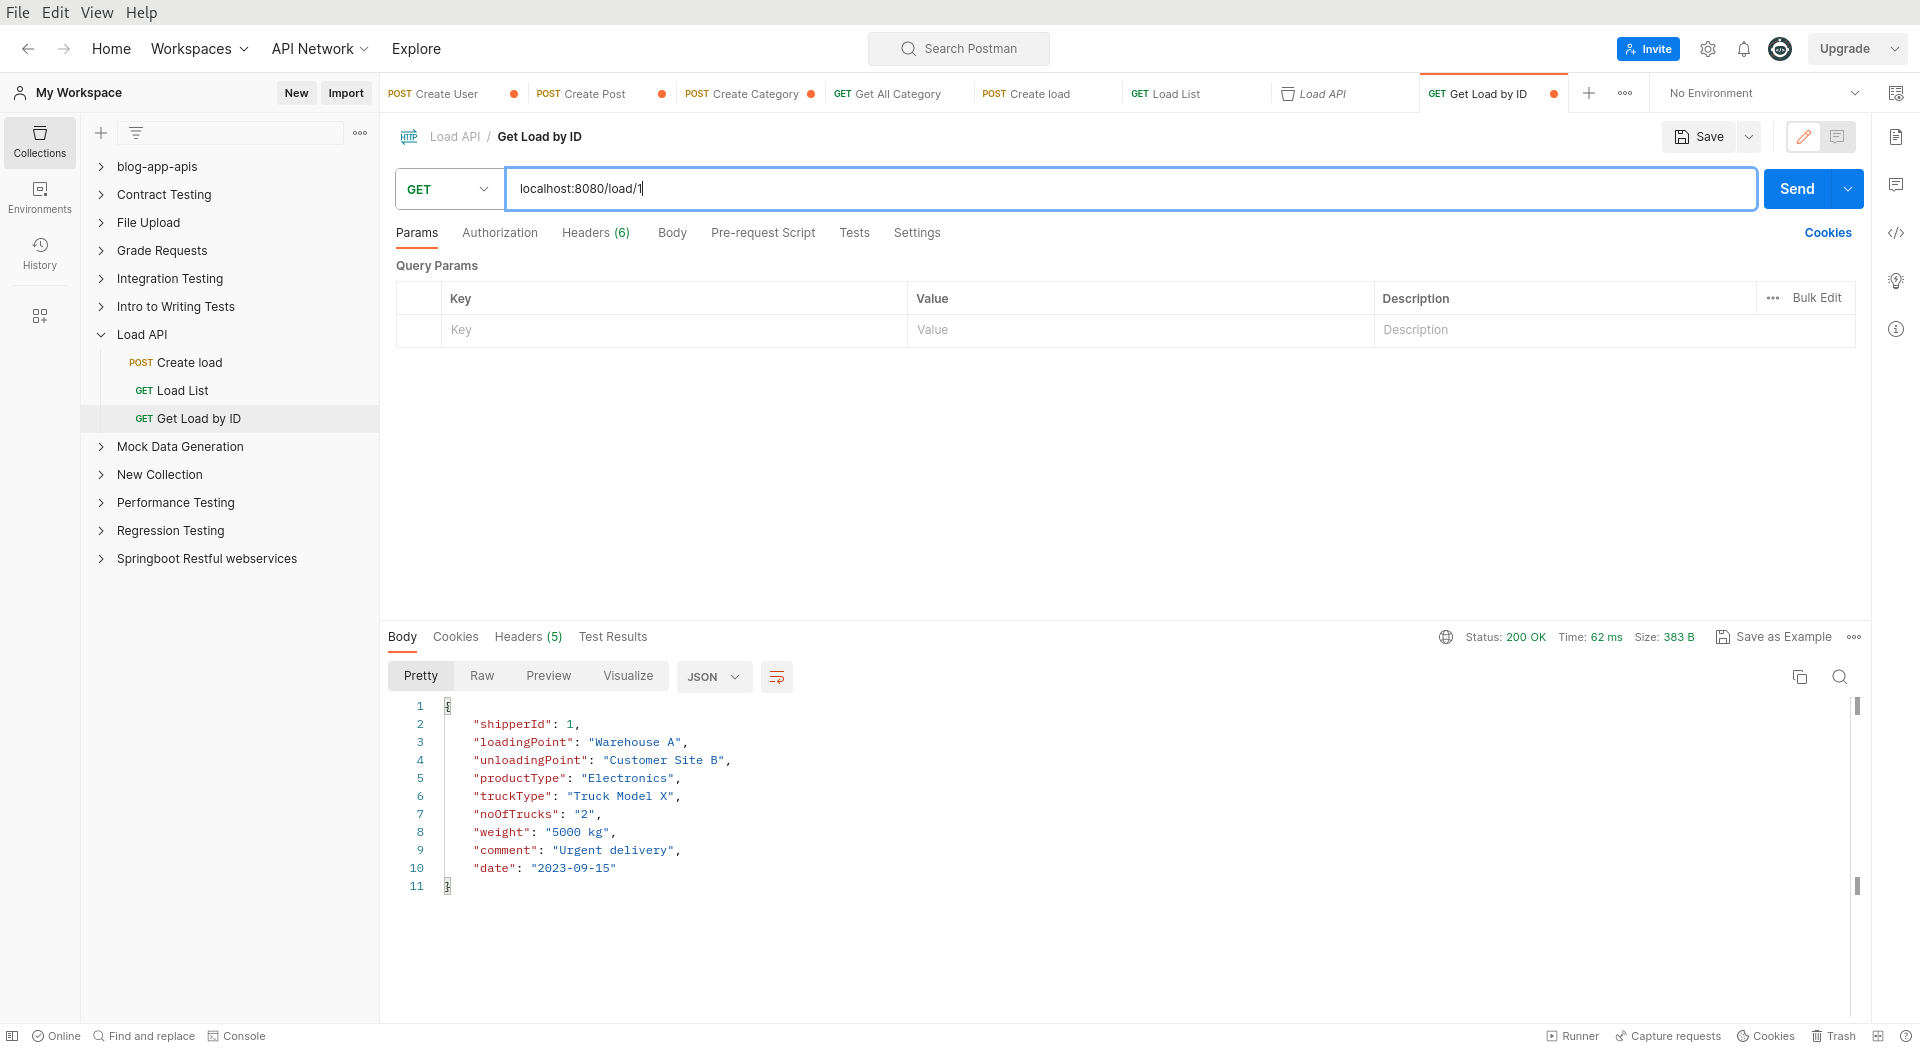 File Edit View Help
Home Workspaces API Network Explore Search Postman Invite Upgrade
My Workspace New Import
POST Create User POST Create Post POST Create Category GET Get All Category POST Create load GET Load List Load API GET Get Load by ID No Environment
Collections
Environments
History
blog-app-apis
Contract Testing
File Upload
Grade Requests
Integration Testing
Intro to Writing Tests
Load API
POST Create load
GET Load List
GET Get Load by ID
Mock Data Generation
New Collection
Performance Testing
Regression Testing
Springboot Restful webservices
HTTP Load API / Get Load by ID Save
GET localhost:8080/load/1 Send
Params Authorization Headers (6) Body Pre-request Script Tests Settings Cookies
Query Params
Key Value Description Bulk Edit
Key Value Description
Body Cookies Headers (5) Test Results Status: 200 OK Time: 62 ms Size: 383 B Save as Example
Pretty Raw Preview Visualize JSON
1 {
2 "shipperId": 1,
3 "loadingPoint": "Warehouse A",
4 "unloadingPoint": "Customer Site B",
5 "productType": "Electronics",
6 "truckType": "Truck Model X",
7 "noOfTrucks": "2",
8 "weight": "5000 kg",
9 "comment": "Urgent delivery",
10 "date": "2023-09-15"
11 }
Online Find and replace Console Runner Capture requests Cookies Trash